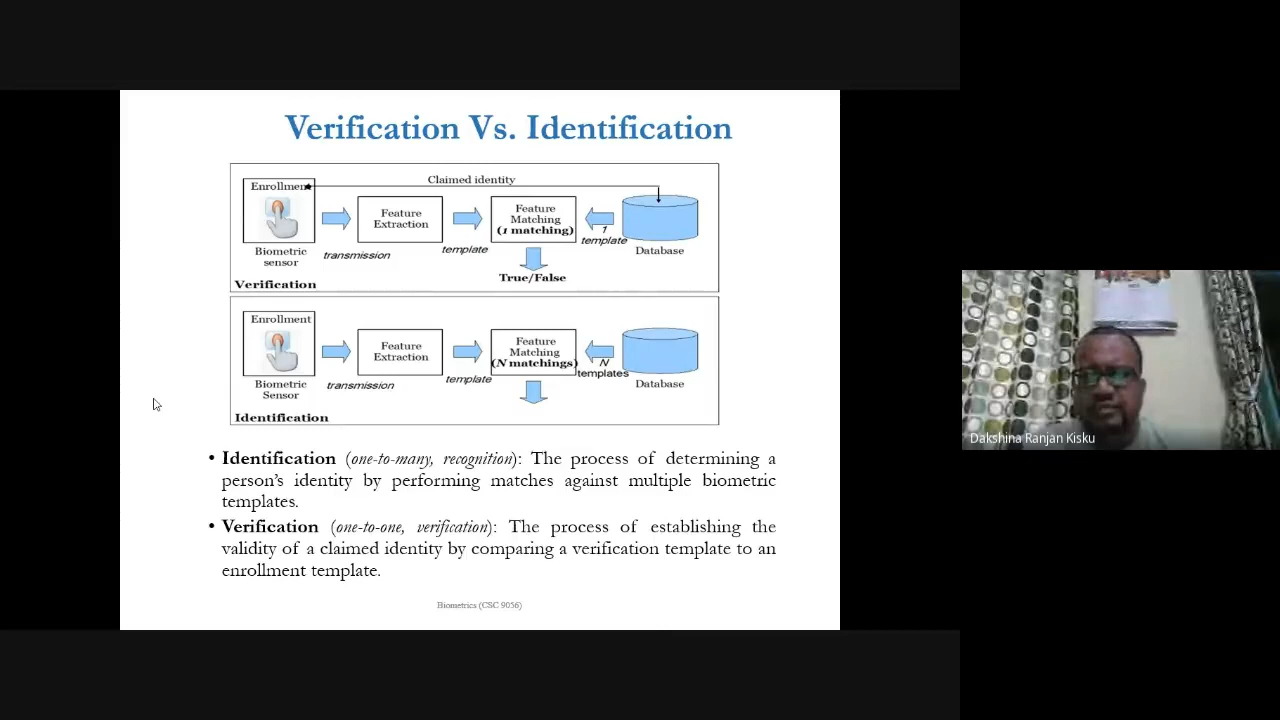 Verification Vs. Identification
Claimed identity
Enrollment
Feature
Extraction
Feature
Matching
(1 matching)
1
template
Biometric
sensor
transmission
template
Database
True/False
Verification
Enrollment
Feature
Extraction
Feature
Matching
(N matchings)
N
templates
Biometric
Sensor
transmission
template
Database
Identification
• Identification (one-to-many, recognition): The process of determining a
person's identity by performing matches against multiple biometric
templates.
• Verification (one-to-one, verification): The process of establishing the
validity of a claimed identity by comparing a verification template to an
enrollment template.
Biometrics (CSC 9056)
Dakshina Ranjan Kisku